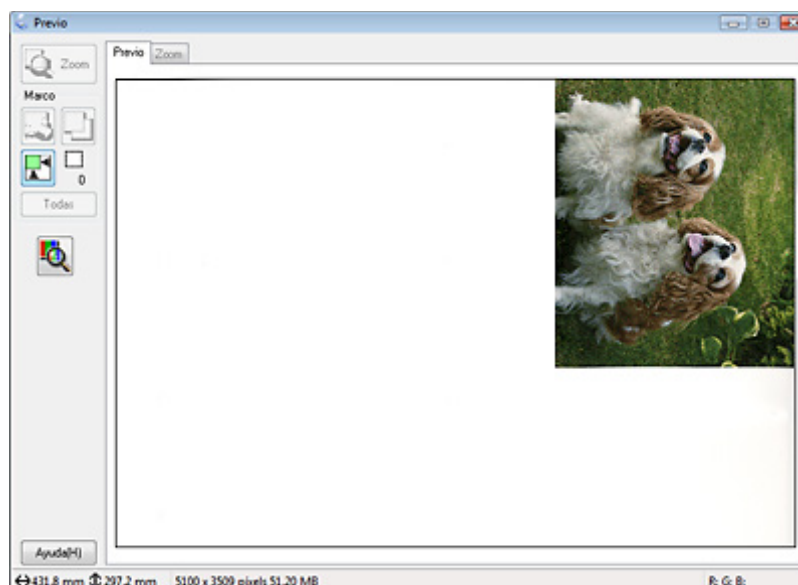 Previo
Previo Zoom
Zoom
Marco
0
Todas
Ayuda(H)
431.8 mm 297.2 mm 5100 x 3509 pixels 51.20 MB R: G: B: